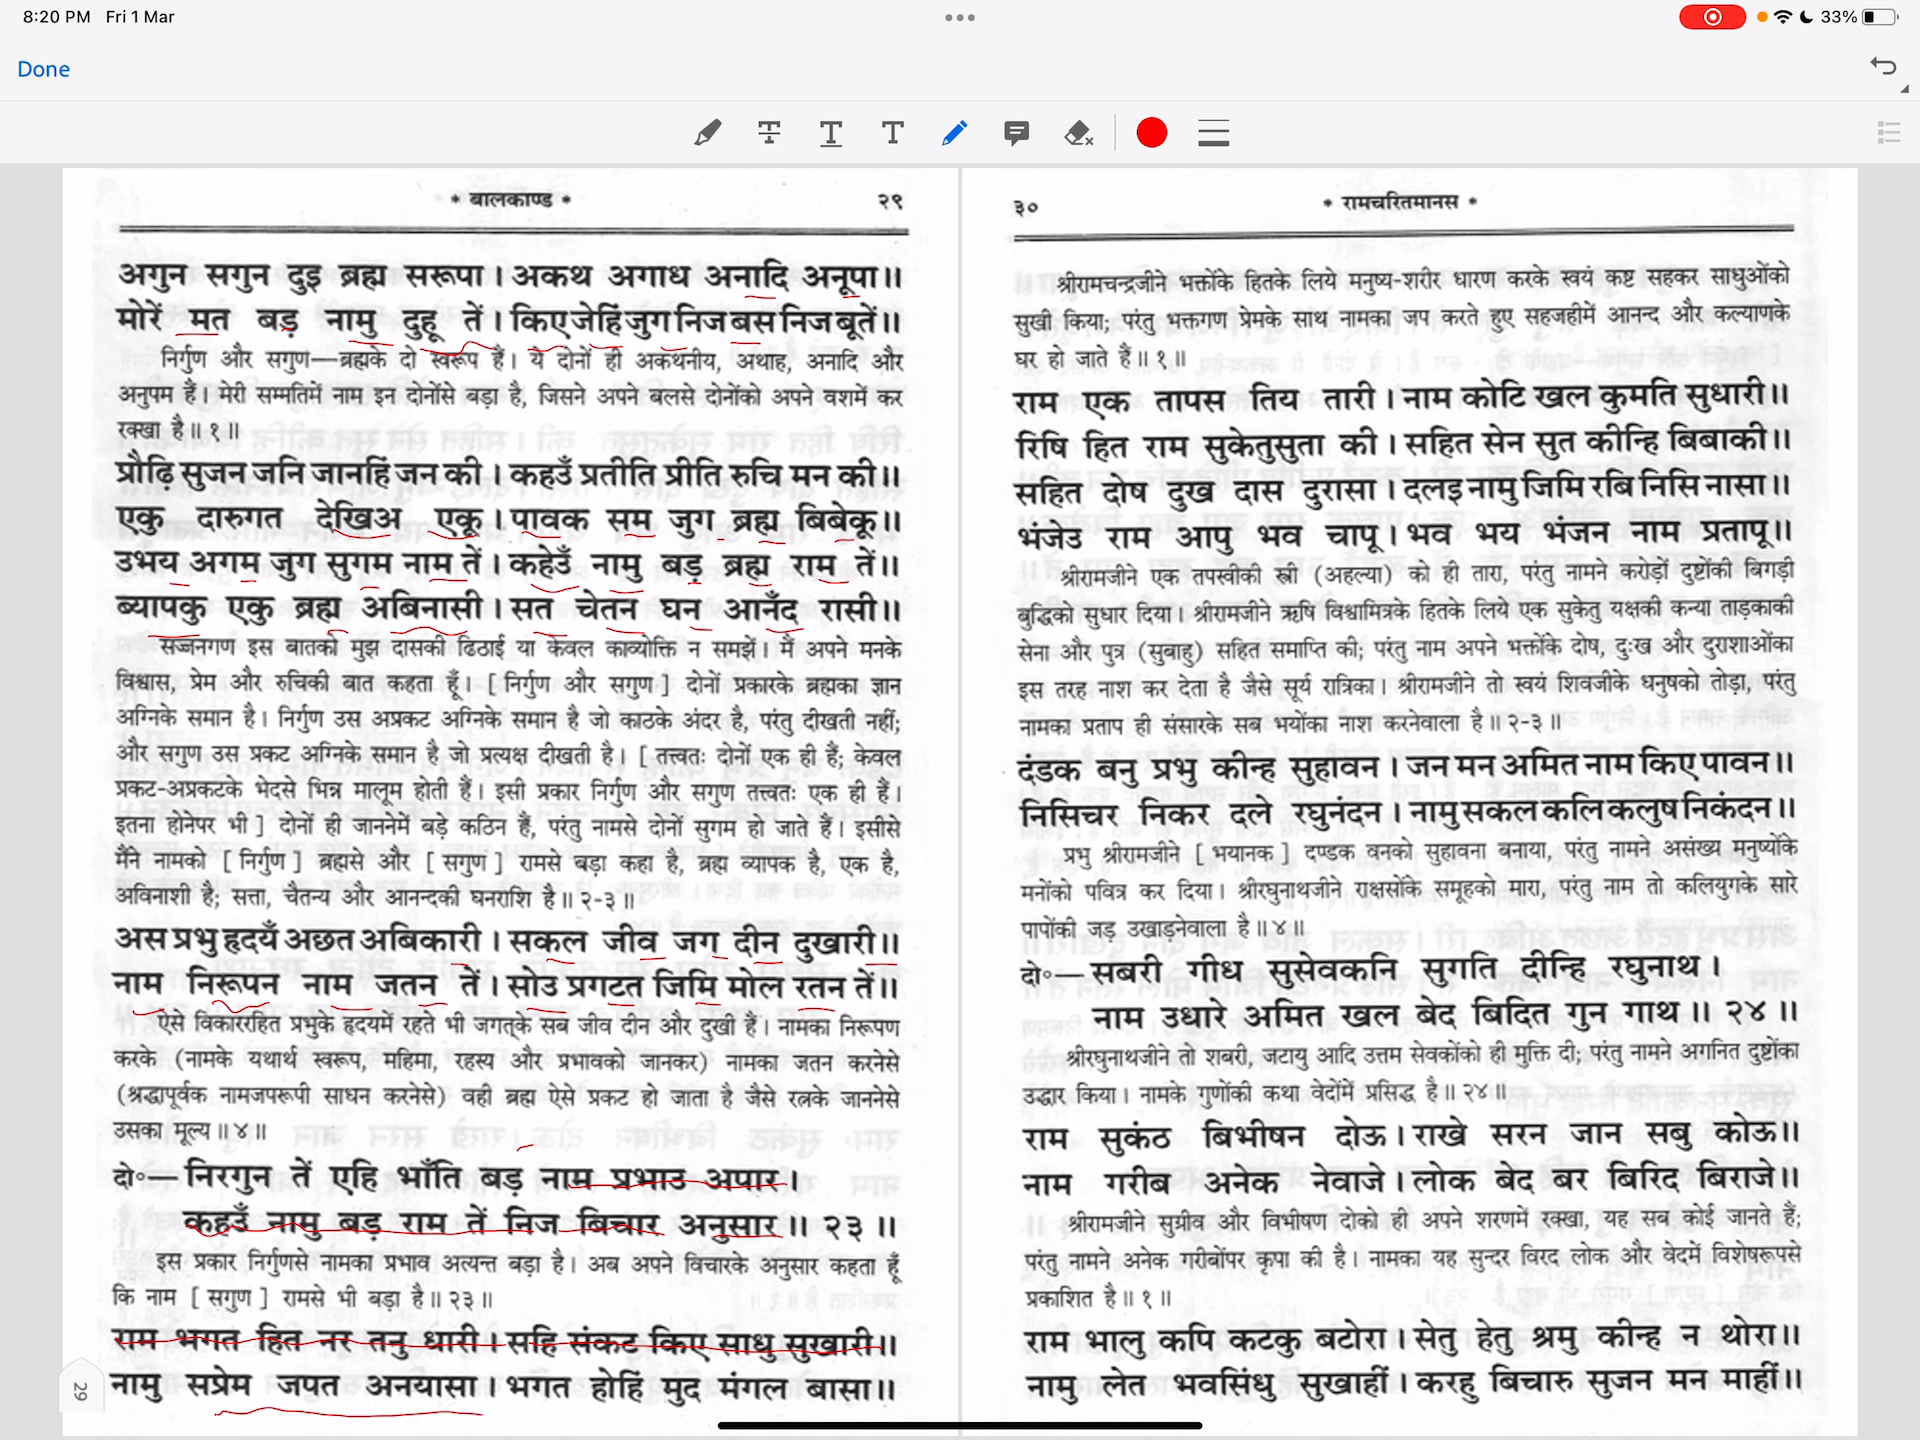 8:20 PM Fri 1 Mar
33%
Done
* बालकाण्ड *
२९
अगुन सगुन दुइ ब्रह्म सरूपा। अकथ अगाध अनादि अनूपा॥
मोरें मत बड़ नामु दुहू तें। किए जेहिं जुग निज बस निज बूतें॥
निर्गुण और सगुण—ब्रह्मके दो स्वरूप हैं। ये दोनों ही अकथनीय, अथाह, अनादि और
अनुपम हैं। मेरी सम्मतिमें नाम इन दोनोंसे बड़ा है, जिसने अपने बलसे दोनोंको अपने वशमें कर
रक्खा है॥१॥
प्रौढ़ि सुजन जनि जानहिं जन की। कहउँ प्रतीति प्रीति रुचि मन की॥
एकु दारुगत देखिअ एकू। पावक सम जुग ब्रह्म बिबेकू॥
उभय अगम जुग सुगम नाम तें। कहेउँ नामु बड़ ब्रह्म राम तें॥
ब्यापकु एकु ब्रह्म अबिनासी। सत चेतन घन आनँद रासी॥
सज्जनगण इस बातको मुझ दासकी ढिठाई या केवल काव्योक्ति न समझें। मैं अपने मनके
विश्वास, प्रेम और रुचिकी बात कहता हूँ। [ निर्गुण और सगुण ] दोनों प्रकारके ब्रह्मका ज्ञान
अग्निके समान है। निर्गुण उस अप्रकट अग्निके समान है जो काठके अंदर है, परंतु दीखती नहीं;
और सगुण उस प्रकट अग्निके समान है जो प्रत्यक्ष दीखती है। [ तत्त्वतः दोनों एक ही हैं; केवल
प्रकट-अप्रकटके भेदसे भिन्न मालूम होती हैं। इसी प्रकार निर्गुण और सगुण तत्त्वतः एक ही हैं।
इतना होनेपर भी ] दोनों ही जाननेमें बड़े कठिन हैं, परंतु नामसे दोनों सुगम हो जाते हैं। इसीसे
मैंने नामको [ निर्गुण ] ब्रह्मसे और [ सगुण ] रामसे बड़ा कहा है, ब्रह्म व्यापक है, एक है,
अविनाशी है; सत्ता, चैतन्य और आनन्दकी घनराशि है॥ २-३॥
अस प्रभु हृदयँ अछत अबिकारी। सकल जीव जग दीन दुखारी॥
नाम निरूपन नाम जतन तें। सोउ प्रगटत जिमि मोल रतन तें॥
ऐसे विकाररहित प्रभुके हृदयमें रहते भी जगत्‌के सब जीव दीन और दुखी हैं। नामका निरूपण
करके (नामके यथार्थ स्वरूप, महिमा, रहस्य और प्रभावको जानकर) नामका जतन करनेसे
(श्रद्धापूर्वक नामजपरूपी साधन करनेसे) वही ब्रह्म ऐसे प्रकट हो जाता है जैसे रत्नके जाननेसे
उसका मूल्य॥४॥
दो०— निरगुन तें एहि भाँति बड़ नाम प्रभाउ अपार।
कहउँ नामु बड़ राम तें निज बिचार अनुसार॥ २३॥
इस प्रकार निर्गुणसे नामका प्रभाव अत्यन्त बड़ा है। अब अपने विचारके अनुसार कहता हूँ
कि नाम [ सगुण ] रामसे भी बड़ा है॥२३॥
राम भगत हित नर तनु धारी। सहि संकट किए साधु सुखारी॥
नामु सप्रेम जपत अनयासा। भगत होहिं मुद मंगल बासा॥
29
३०
* रामचरितमानस *
श्रीरामचन्द्रजीने भक्तोंके हितके लिये मनुष्य-शरीर धारण करके स्वयं कष्ट सहकर साधुओंको
सुखी किया; परंतु भक्तगण प्रेमके साथ नामका जप करते हुए सहजहीमें आनन्द और कल्याणके
घर हो जाते हैं॥१॥
राम एक तापस तिय तारी। नाम कोटि खल कुमति सुधारी॥
रिषि हित राम सुकेतुसुता की। सहित सेन सुत कीन्हि बिबाकी॥
सहित दोष दुख दास दुरासा। दलइ नामु जिमि रबि निसि नासा॥
भंजेउ राम आपु भव चापू। भव भय भंजन नाम प्रतापू॥
श्रीरामजीने एक तपस्वीकी स्त्री (अहल्या) को ही तारा, परंतु नामने करोड़ों दुष्टोंकी बिगड़ी
बुद्धिको सुधार दिया। श्रीरामजीने ऋषि विश्वामित्रके हितके लिये एक सुकेतु यक्षकी कन्या ताड़काकी
सेना और पुत्र (सुबाहु) सहित समाप्ति की; परंतु नाम अपने भक्तोंके दोष, दुःख और दुराशाओंका
इस तरह नाश कर देता है जैसे सूर्य रात्रिका। श्रीरामजीने तो स्वयं शिवजीके धनुषको तोड़ा, परंतु
नामका प्रताप ही संसारके सब भयोंका नाश करनेवाला है॥ २-३॥
दंडक बनु प्रभु कीन्ह सुहावन। जन मन अमित नाम किए पावन॥
निसिचर निकर दले रघुनंदन। नामु सकल कलि कलुष निकंदन॥
प्रभु श्रीरामजीने [ भयानक ] दण्डक वनको सुहावना बनाया, परंतु नामने असंख्य मनुष्योंके
मनोंको पवित्र कर दिया। श्रीरघुनाथजीने राक्षसोंके समूहको मारा, परंतु नाम तो कलियुगके सारे
पापोंकी जड़ उखाड़नेवाला है॥४॥
दो०— सबरी गीध सुसेवकनि सुगति दीन्हि रघुनाथ।
नाम उधारे अमित खल बेद बिदित गुन गाथ॥ २४॥
श्रीरघुनाथजीने तो शबरी, जटायु आदि उत्तम सेवकोंको ही मुक्ति दी; परंतु नामने अगनित दुष्टोंका
उद्धार किया। नामके गुणोंकी कथा वेदोंमें प्रसिद्ध है॥ २४॥
राम सुकंठ बिभीषन दोऊ। राखे सरन जान सबु कोऊ॥
नाम गरीब अनेक नेवाजे। लोक बेद बर बिरिद बिराजे॥
श्रीरामजीने सुग्रीव और विभीषण दोको ही अपने शरणमें रक्खा, यह सब कोई जानते हैं;
परंतु नामने अनेक गरीबोंपर कृपा की है। नामका यह सुन्दर विरद लोक और वेदमें विशेषरूपसे
प्रकाशित है॥१॥
राम भालु कपि कटकु बटोरा। सेतु हेतु श्रमु कीन्ह न थोरा॥
नामु लेत भवसिंधु सुखाहीं। करहु बिचारु सुजन मन माहीं॥